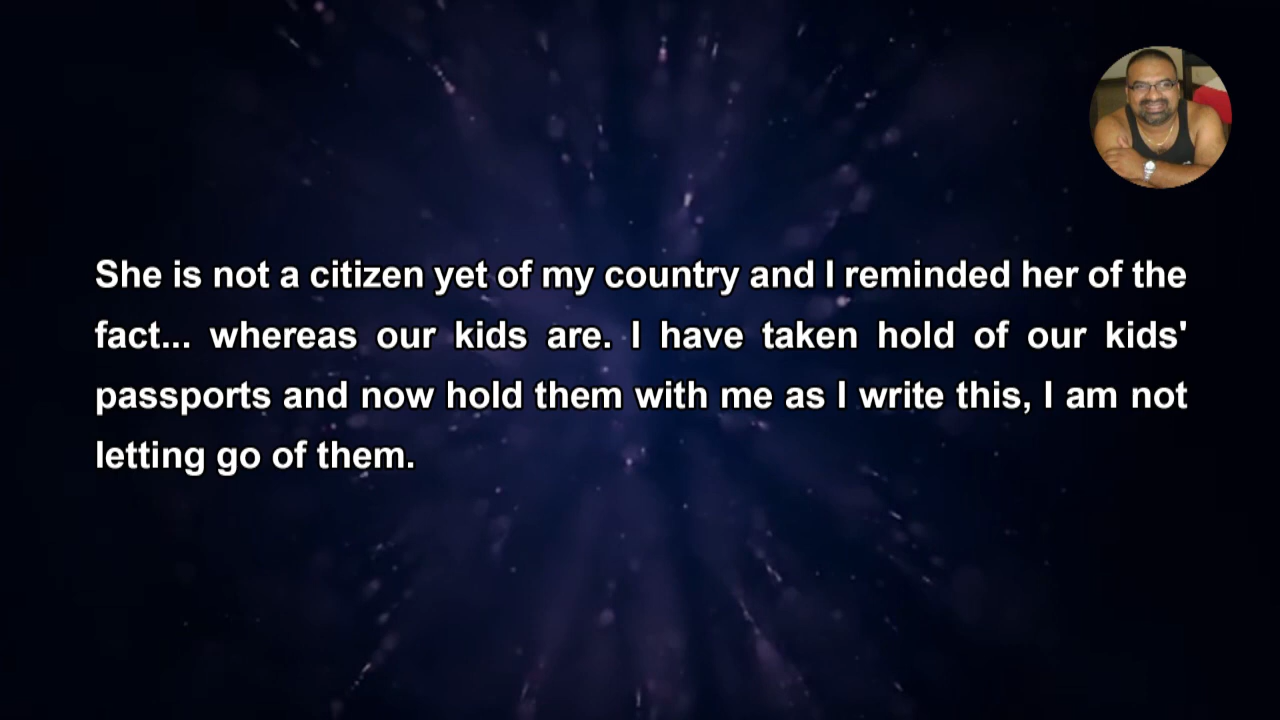 She is not a citizen yet of my country and I reminded her of the
fact... whereas our kids are. I have taken hold of our kids'
passports and now hold them with me as I write this, I am not
letting go of them.